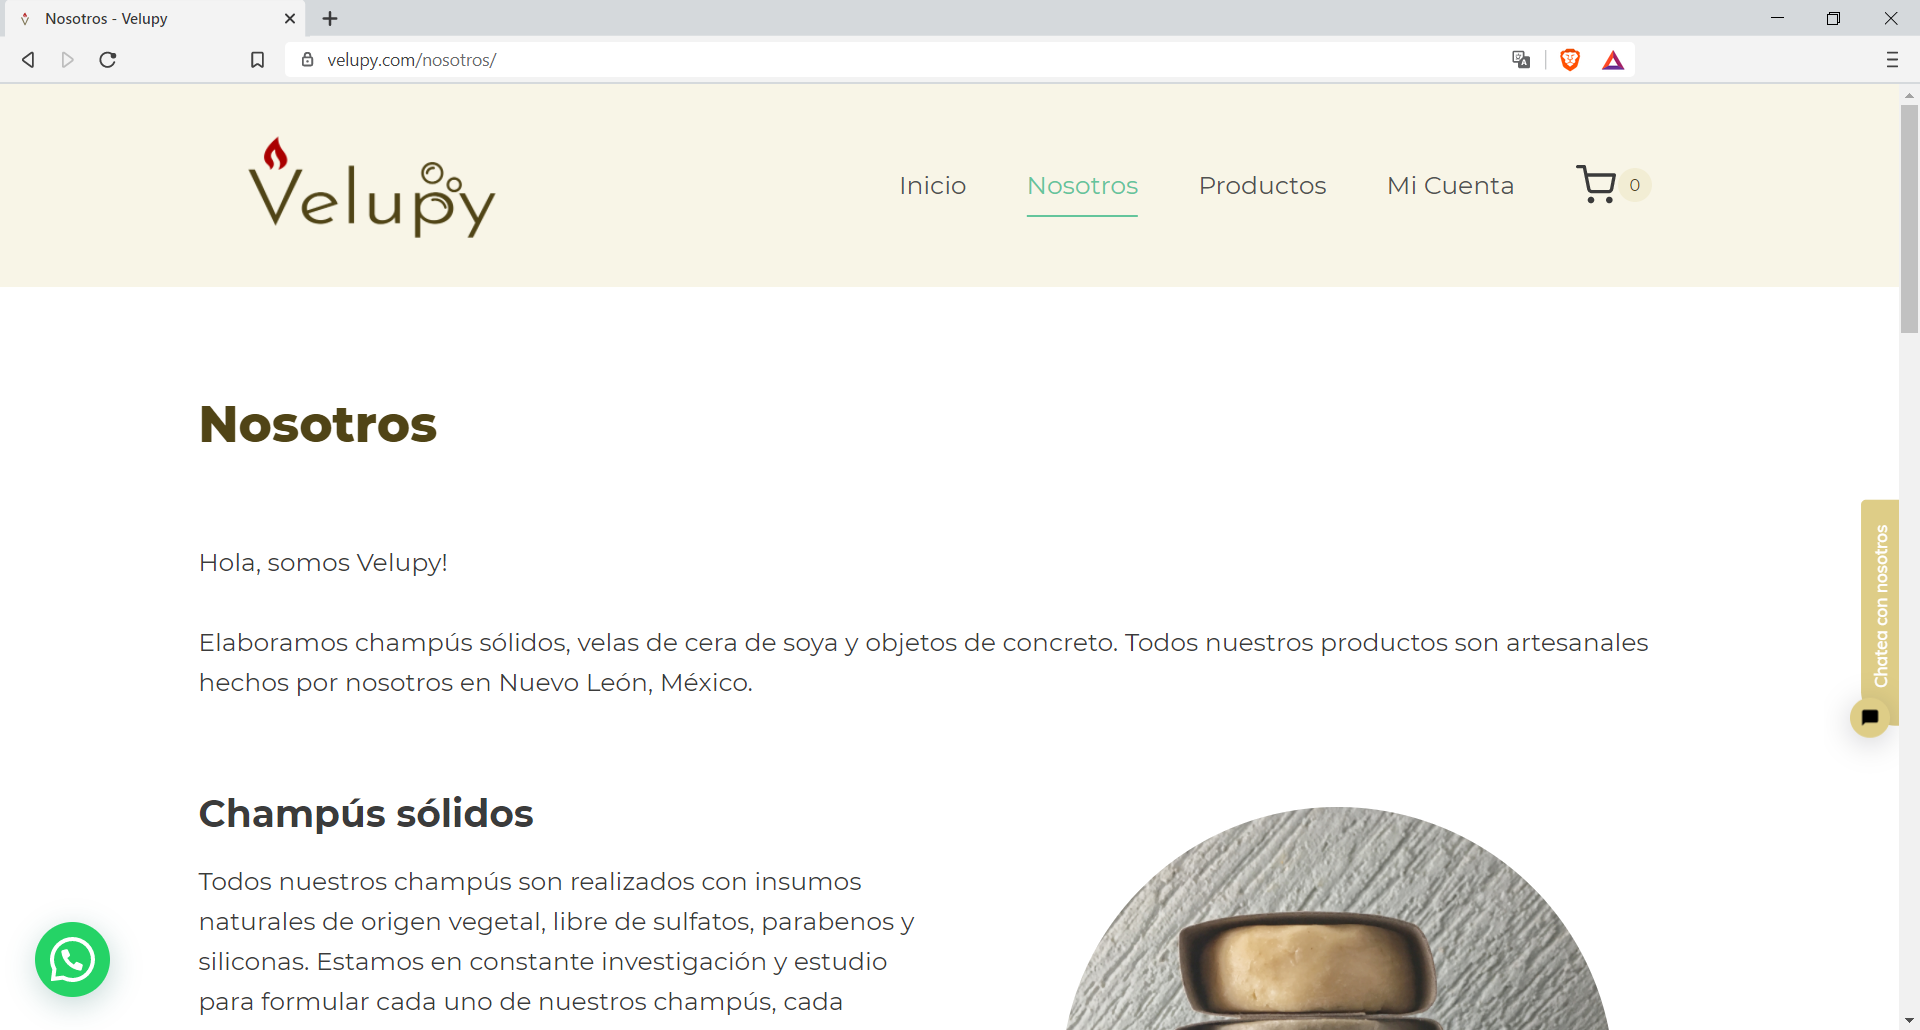 Nosotros - Velupy
velupy.com/nosotros/
Velupy
Inicio
Nosotros
Productos
Mi Cuenta
0
Nosotros
Hola, somos Velupy!
Elaboramos champús sólidos, velas de cera de soya y objetos de concreto. Todos nuestros productos son artesanales
hechos por nosotros en Nuevo León, México.
Chatea con nosotros
Champús sólidos
Todos nuestros champús son realizados con insumos
naturales de origen vegetal, libre de sulfatos, parabenos y
siliconas. Estamos en constante investigación y estudio
para formular cada uno de nuestros champús, cada